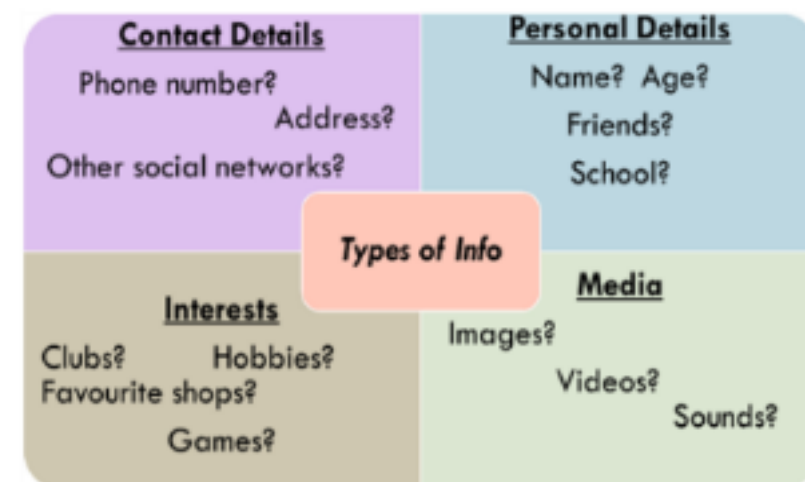 Contact Details
Phone number?
Address?
Other social networks?
Personal Details
Name? Age?
Friends?
School?
Types of Info
Interests
Clubs? Hobbies?
Favourite shops?
Games?
Media
Images?
Videos?
Sounds?